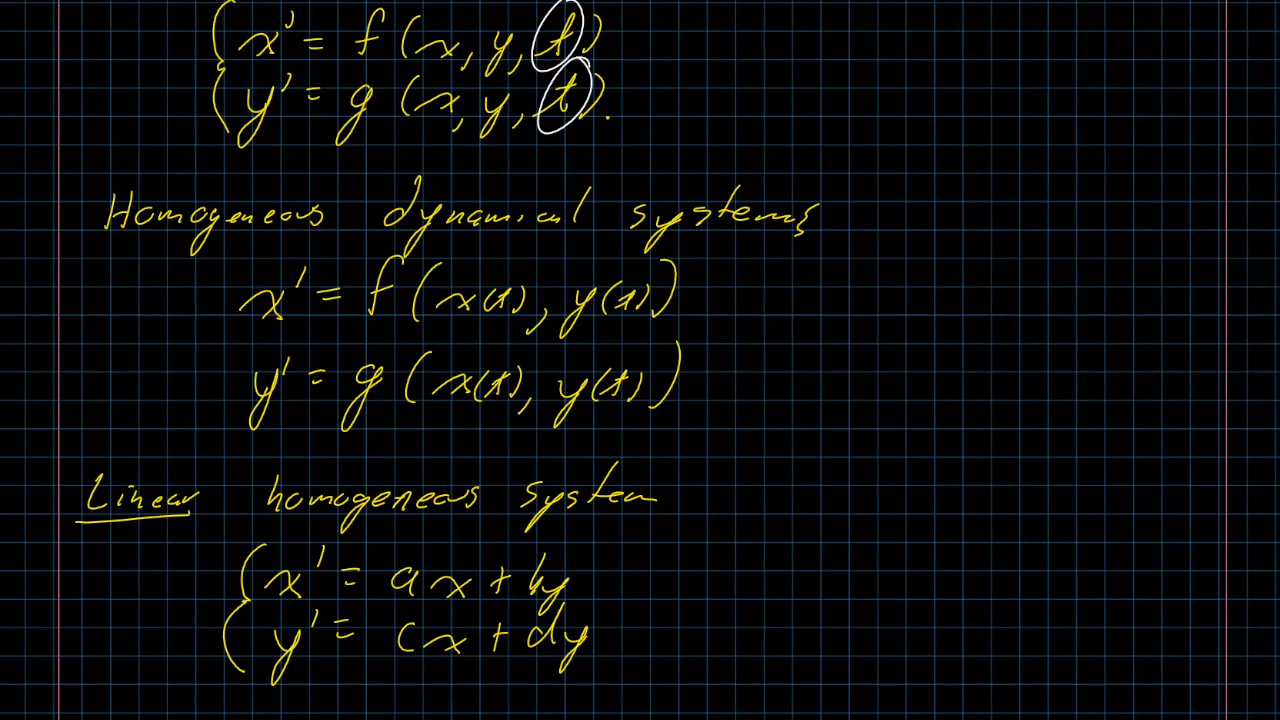 x' = f (x, y, t)
y' = g (x, y, t).
Homogeneous dynamical systems
x' = f (x(t), y(t))
y' = g (x(t), y(t))
Linear homogeneous system
x' = ax + by
y' = cx + dy